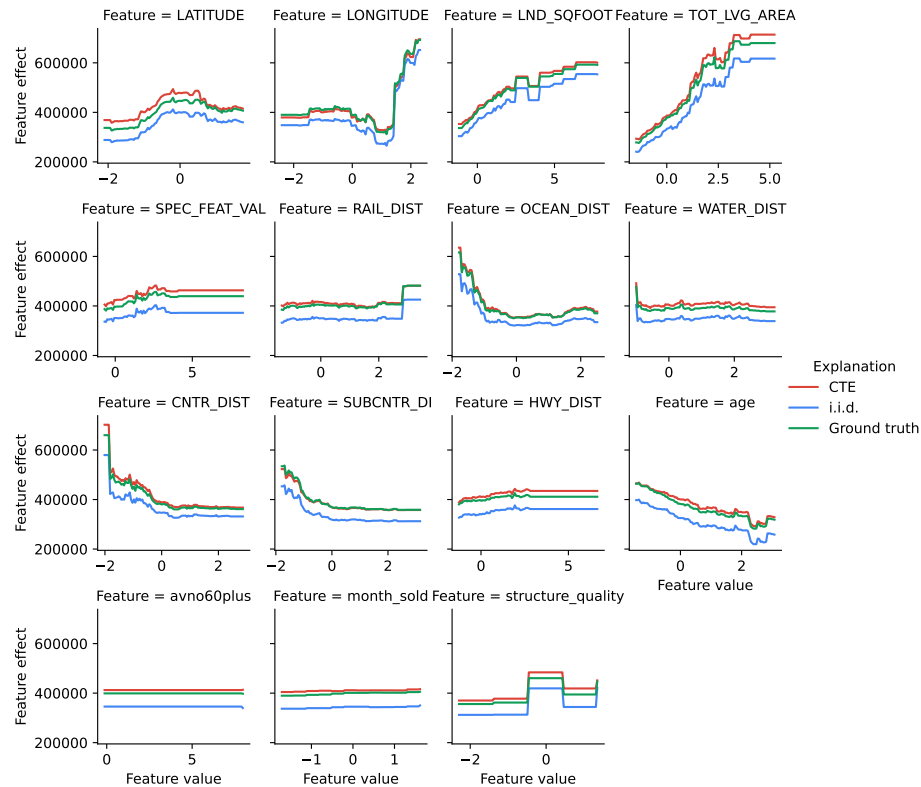 Feature = LATITUDE Feature = LONGITUDE Feature = LND_SQFOOT Feature = TOT_LVG_AREA
Feature effect
600000
400000
200000
−2 0 −2 0 2 0 5 0.0 2.5 5.0
Feature = SPEC_FEAT_VAL Feature = RAIL_DIST Feature = OCEAN_DIST Feature = WATER_DIST
Feature effect
600000
400000
200000
0 5 0 2 −2 0 2 0 2
Explanation
CTE
i.i.d.
Ground truth
Feature = CNTR_DIST Feature = SUBCNTR_DI Feature = HWY_DIST Feature = age
Feature effect
600000
400000
200000
−2 0 2 0 2 0 5 0 2
Feature value
Feature = avno60plus Feature = month_sold Feature = structure_quality
Feature effect
600000
400000
200000
0 5 −1 0 1 −2 0
Feature value Feature value Feature value